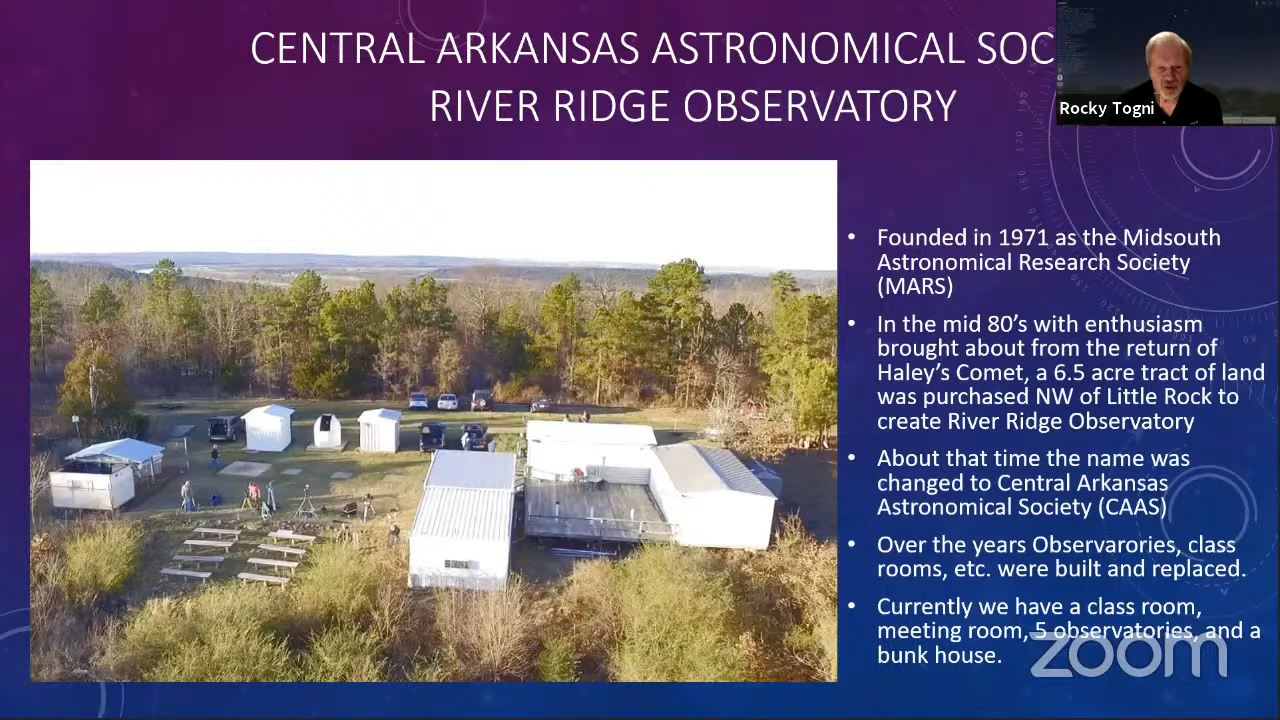 CENTRAL ARKANSAS ASTRONOMICAL SOC
RIVER RIDGE OBSERVATORY
Rocky Togni
• Founded in 1971 as the Midsouth
Astronomical Research Society
(MARS)
• In the mid 80's with enthusiasm
brought about from the return of
Haley's Comet, a 6.5 acre tract of land
was purchased NW of Little Rock to
create River Ridge Observatory
• About that time the name was
changed to Central Arkansas
Astronomical Society (CAAS)
• Over the years Observarories, class
rooms, etc. were built and replaced.
• Currently we have a class room,
meeting room, 5 observatories, and a
bunk house.
zoom